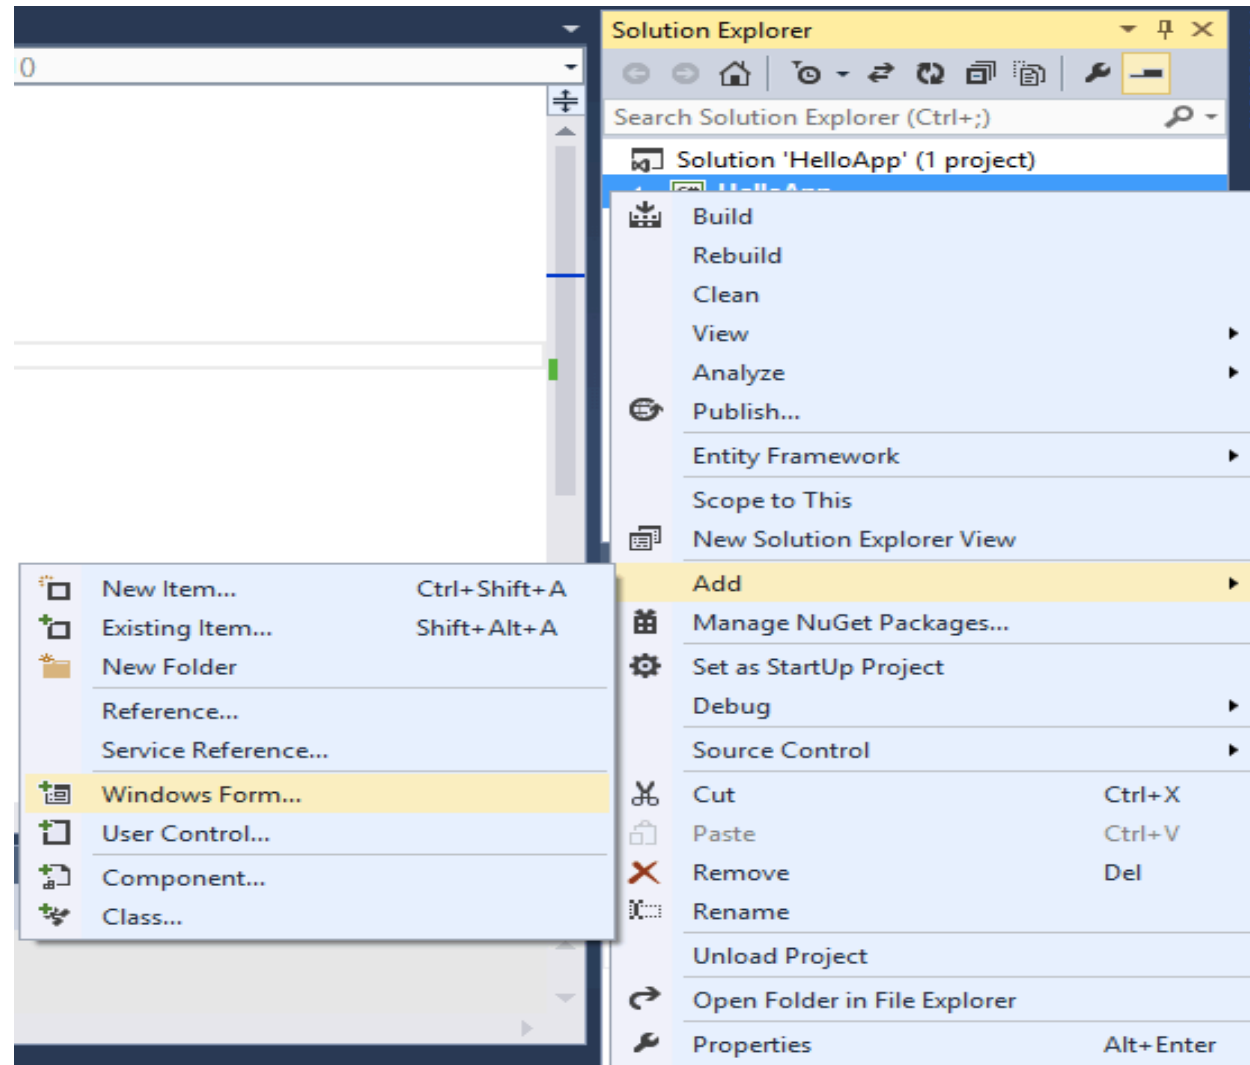 Solution Explorer
()
Search Solution Explorer (Ctrl+;)
Solution 'HelloApp' (1 project)
C# HelloApp
Build
Rebuild
Clean
View
Analyze
Publish...
Entity Framework
Scope to This
New Solution Explorer View
Add
Manage NuGet Packages...
Set as StartUp Project
Debug
Source Control
Cut Ctrl+X
Paste Ctrl+V
Remove Del
Rename
Unload Project
Open Folder in File Explorer
Properties Alt+Enter
New Item... Ctrl+Shift+A
Existing Item... Shift+Alt+A
New Folder
Reference...
Service Reference...
Windows Form...
User Control...
Component...
Class...